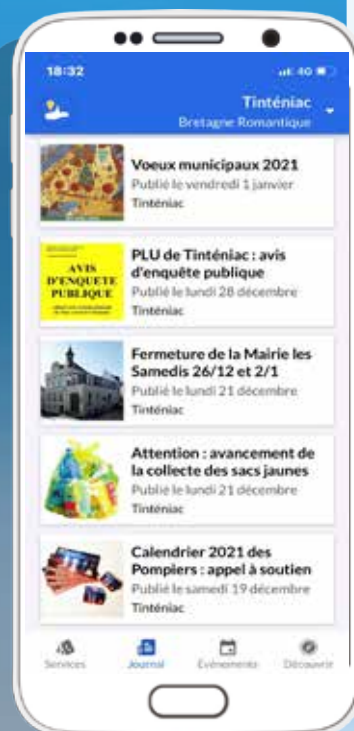 18:32
4G
Tinténiac
Bretagne Romantique
Voeux municipaux 2021
Publié le vendredi 1 janvier
Tinténiac
AVIS
D'ENQUETE
PUBLIQUE
PLU de Tinténiac : avis
d'enquête publique
Publié le lundi 28 décembre
Tinténiac
Fermeture de la Mairie les
Samedis 26/12 et 2/1
Publié le lundi 21 décembre
Tinténiac
Attention : avancement de
la collecte des sacs jaunes
Publié le lundi 21 décembre
Tinténiac
Calendrier 2021 des
Pompiers : appel à soutien
Publié le samedi 19 décembre
Tinténiac
Services
Journal
Evénements
Découvrir